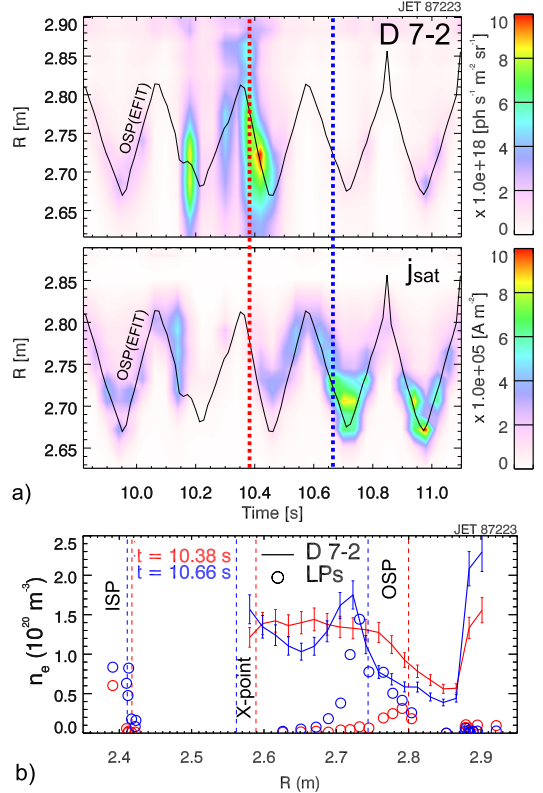 JET 87223
D 7-2
2.90
2.85
2.80
2.75
2.70
2.65
R [m]
OSP(EFIT)
10
8
6
4
2
0
x 1.0e+18 [ph s⁻¹ m⁻² sr¹]
jsat
2.85
2.80
2.75
2.70
2.65
R [m]
OSP(EFIT)
10
8
6
4
2
0
x 1.0e+05 [A m⁻²]
10.0 10.2 10.4 10.6 10.8 11.0
Time [s]
a)
JET 87223
2.5
2.0
1.5
1.0
0.5
0.0
nₑ (10²⁰ m⁻³)
t = 10.38 s
t = 10.66 s
D 7-2
LPs
ISP
X-point
OSP
2.4 2.5 2.6 2.7 2.8 2.9
R (m)
b)